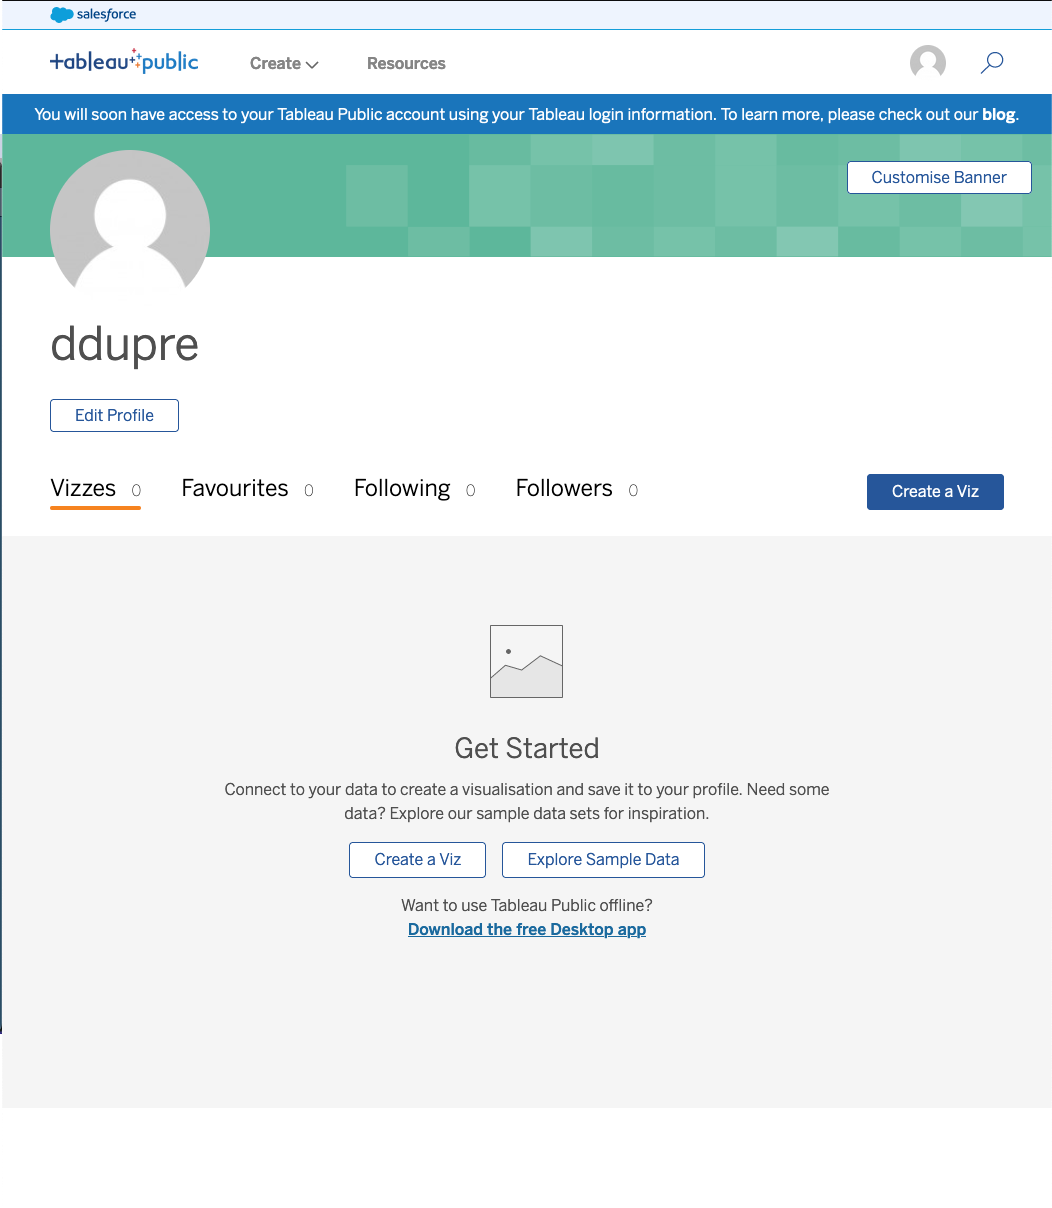 salesforce
tableau public
Create
Resources
You will soon have access to your Tableau Public account using your Tableau login information. To learn more, please check out our blog.
Customise Banner
ddupre
Edit Profile
Vizzes 0
Favourites 0
Following 0
Followers 0
Create a Viz
Get Started
Connect to your data to create a visualisation and save it to your profile. Need some
data? Explore our sample data sets for inspiration.
Create a Viz
Explore Sample Data
Want to use Tableau Public offline?
Download the free Desktop app